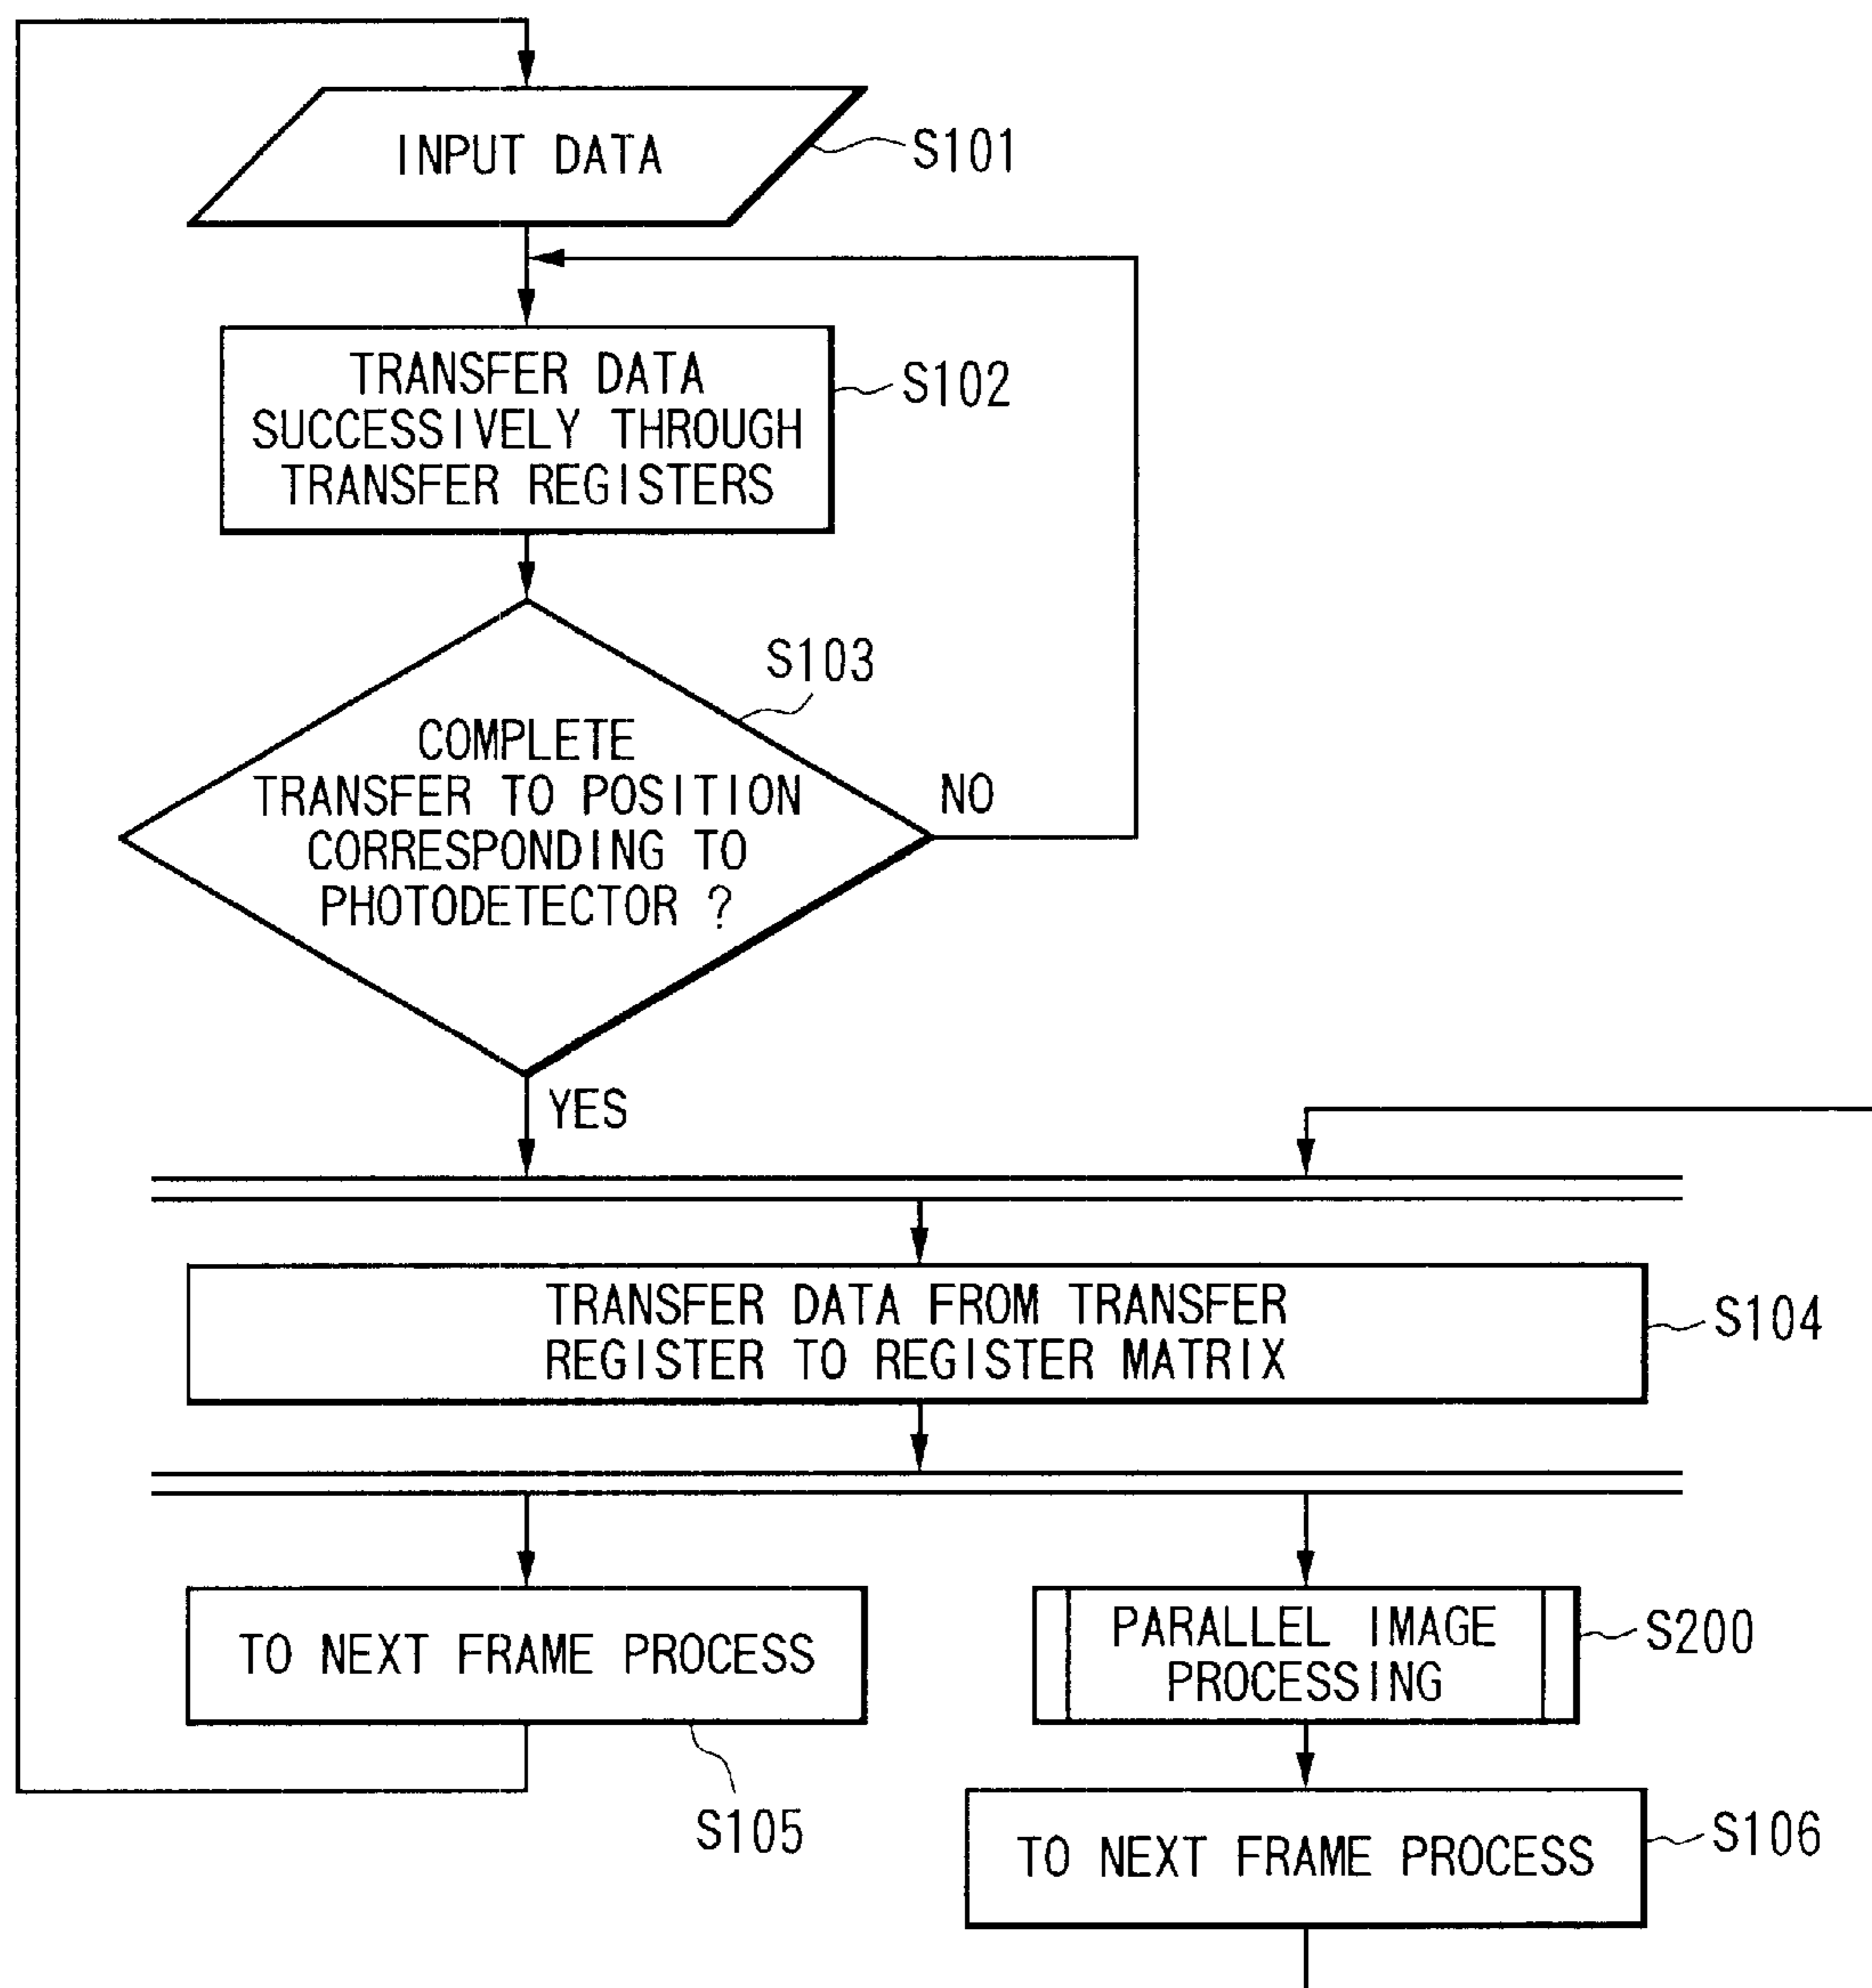 INPUT DATA
S101
TRANSFER DATA
SUCCESSIVELY THROUGH
TRANSFER REGISTERS
S102
S103
COMPLETE
TRANSFER TO POSITION
CORRESPONDING TO
PHOTODETECTOR ?
NO
YES
TRANSFER DATA FROM TRANSFER
REGISTER TO REGISTER MATRIX
S104
TO NEXT FRAME PROCESS
S105
PARALLEL IMAGE
PROCESSING
S200
TO NEXT FRAME PROCESS
S106